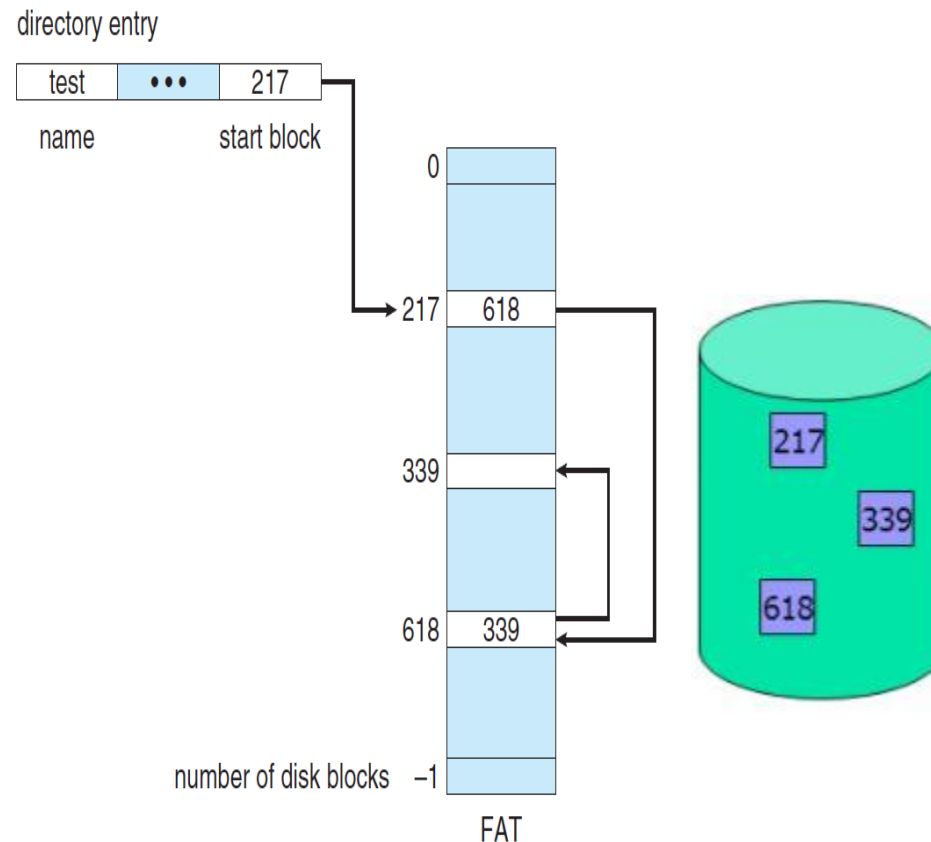 directory entry
test ••• 217
name start block
0
217 618
217
339
339
618 339
618
number of disk blocks –1
FAT